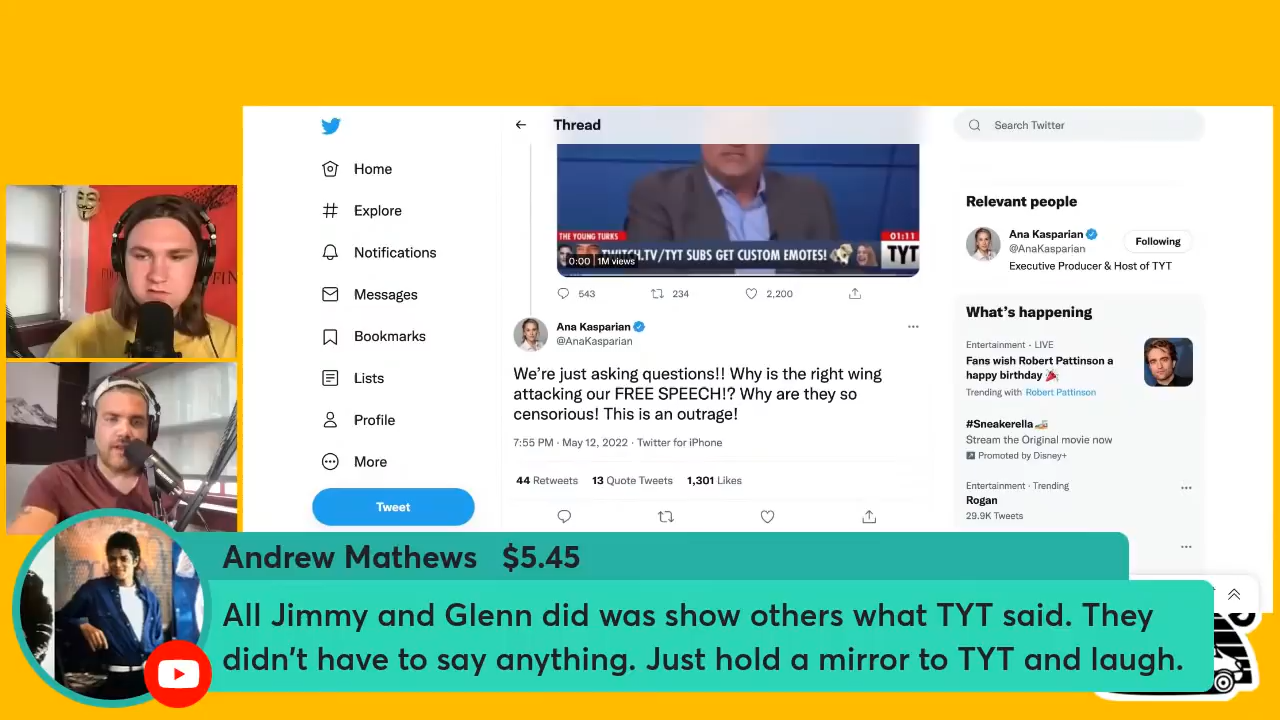 Thread
Search Twitter
Home
Explore
Notifications
Messages
Bookmarks
Lists
Profile
More
Tweet
THE YOUNG TURKS
01:11
TWITCH.TV/TYT SUBS GET CUSTOM EMOTES!
TYT
0:00 1M views
543 234 2,200
Ana Kasparian
@AnaKasparian
We're just asking questions!! Why is the right wing
attacking our FREE SPEECH!? Why are they so
censorious! This is an outrage!
7:55 PM · May 12, 2022 · Twitter for iPhone
44 Retweets 13 Quote Tweets 1,301 Likes
Relevant people
Ana Kasparian
@AnaKasparian
Following
Executive Producer & Host of TYT
What's happening
Entertainment · LIVE
Fans wish Robert Pattinson a
happy birthday
Trending with Robert Pattinson
#Sneakerella
Stream the Original movie now
Promoted by Disney+
Entertainment · Trending
Rogan
29.9K Tweets
Andrew Mathews $5.45
All Jimmy and Glenn did was show others what TYT said. They
didn't have to say anything. Just hold a mirror to TYT and laugh.